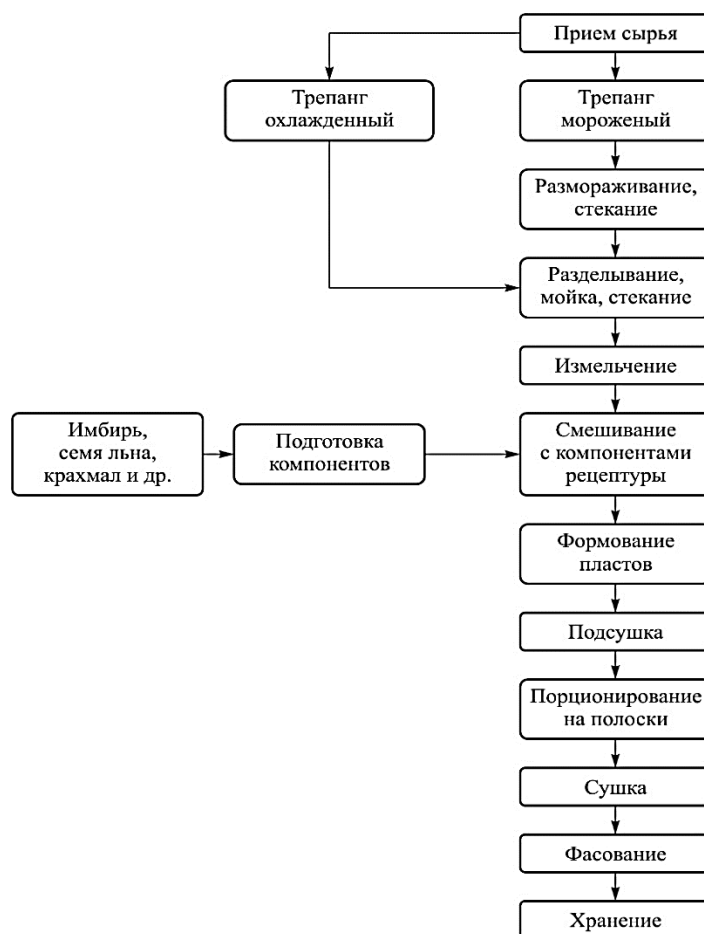 Прием сырья
Трепанг
охлажденный
Трепанг
мороженый
Размораживание,
стекание
Разделывание,
мойка, стекание
Измельчение
Имбирь,
семя льна,
крахмал и др.
Подготовка
компонентов
Смешивание
с компонентами
рецептуры
Формование
пластов
Подсушка
Порционирование
на полоски
Сушка
Фасование
Хранение